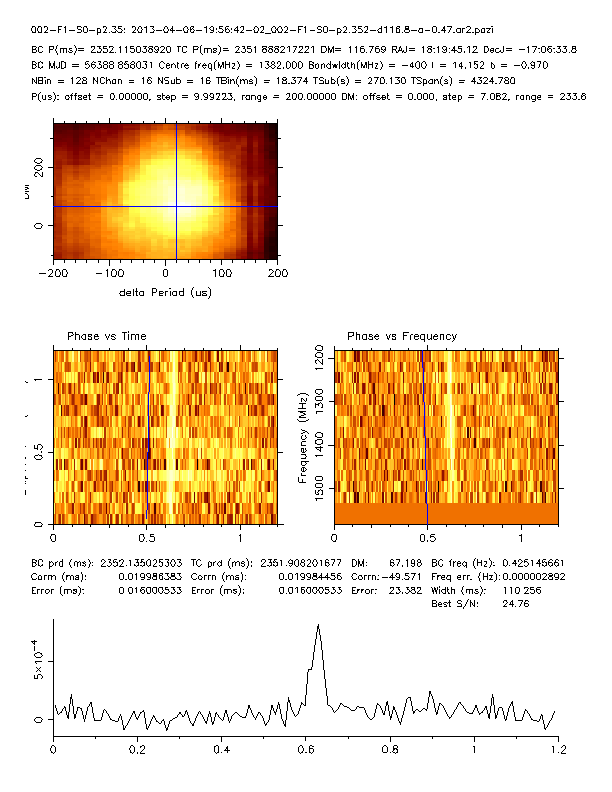 002-F1-S0-p2.35: 2013-04-06-19:56:42-02_002-F1-S0-p2.352-d116.8-a-0.47.ar2.pazi
BC P(ms)= 2352.115038920 TC P(ms)= 2351 888217221 DM= 116.769 RAJ= 18:19:45.12 DecJ= -17:06:33.8
BC MJD = 56388 858031 Centre freq(MHz) = 1382.000 Bandwidth(MHz) = -400 l = 14.152 b = -0.970
NBin = 128 NChan = 16 NSub = 16 TBin(ms) = 18.374 TSub(s) = 270.130 TSpan(s) = 4324.780
P(us): offset = 0.00000, step = 9.99223, range = 200.00000 DM: offset = 0.000, step = 7.082, range = 233.6
200
0
DM
-200 -100 0 100 200
delta Period (us)
Phase vs Time
1
0.5
0
0 0.5 1
Phase vs Frequency
1200
1300
1400
1500
Frequency (MHz)
0 0.5 1
BC prd (ms): 2352.135025303 TC prd (ms): 2351.908201677 DM: 67.198 BC freq (Hz): 0.425145661
Corrn (ms): 0.019986383 Corrn (ms): 0.019984456 Corrn: -49.571 Freq err. (Hz): 0.000002892
Error (ms): 0 016000533 Error (ms): 0.016000533 Error: 23.382 Width (ms): 110 256
Best S/N: 24.76
5×10⁻⁴
0
0 0.2 0.4 0.6 0.8 1 1.2